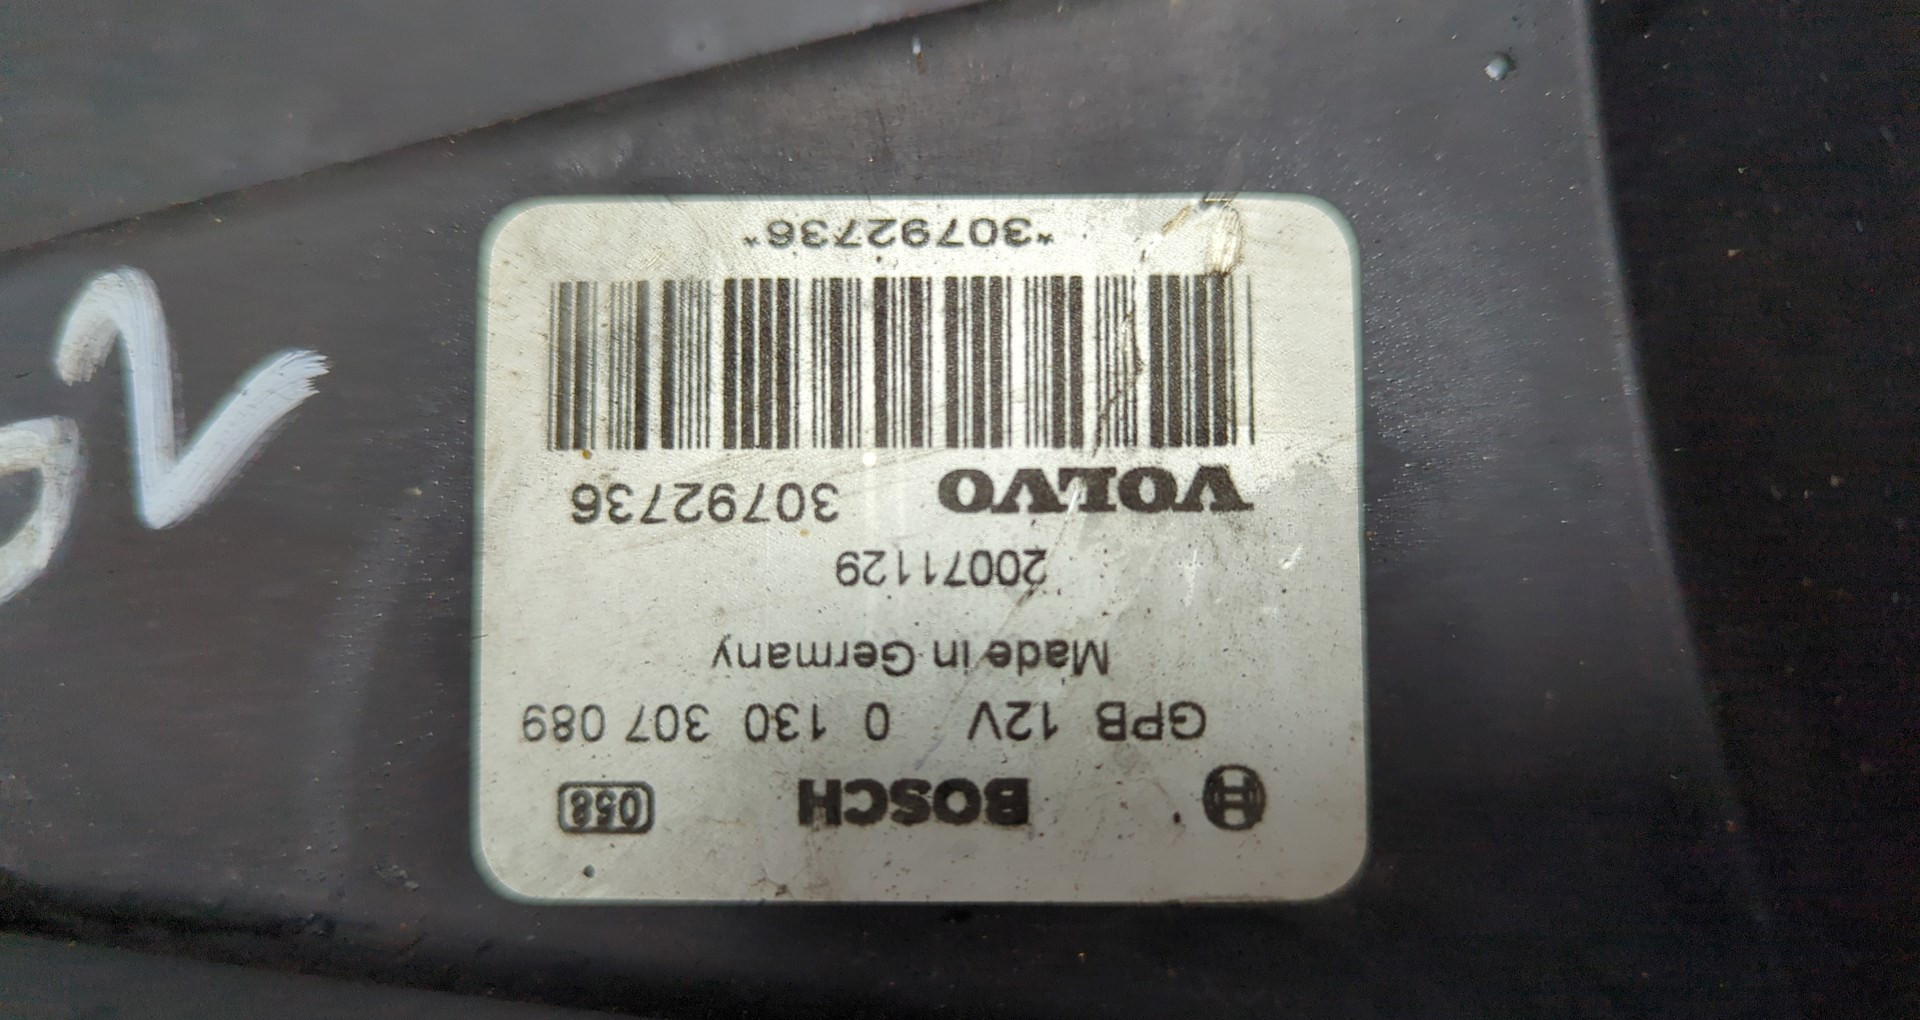 BOSCH 058
GPB 12V 0 130 307 089
Made in Germany
20071129
VOLVO 30792736
*30792736*